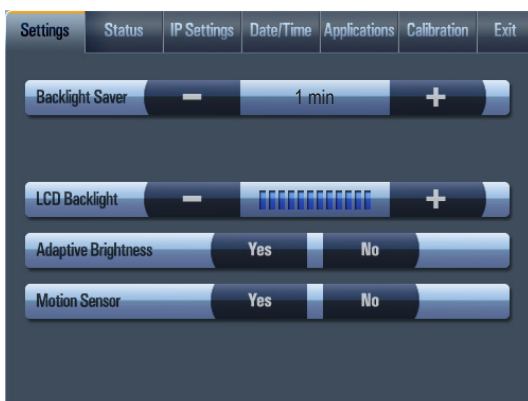 Settings Status IP Settings Date/Time Applications Calibration Exit
Backlight Saver − 1 min +
LCD Backlight − +
Adaptive Brightness Yes No
Motion Sensor Yes No